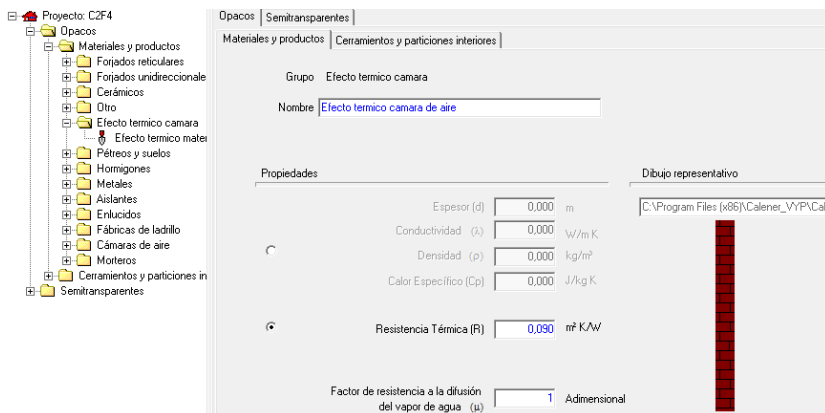 Proyecto: C2F4
Opacos
Materiales y productos
Forjados reticulares
Forjados unidireccionale
Cerámicos
Otro
Efecto termico camara
Efecto termico mater
Pétreos y suelos
Hormigones
Metales
Aislantes
Enlucidos
Fábricas de ladrillo
Cámaras de aire
Morteros
Cerramientos y particiones in
Semitransparentes
Opacos Semitransparentes
Materiales y productos Cerramientos y particiones interiores
Grupo Efecto termico camara
Nombre Efecto termico camara de aire
Propiedades
Espesor (d) 0,000 m
Conductividad (λ) 0,000 W/m K
Densidad (ρ) 0,000 kg/m³
Calor Específico (Cp) 0,000 J/kg K
Resistencia Térmica (R) 0,090 m² K/W
Factor de resistencia a la difusión
del vapor de agua (μ) 1 Adimensional
Dibujo representativo
C:\Program Files (x86)\Calener_VYP\Cal